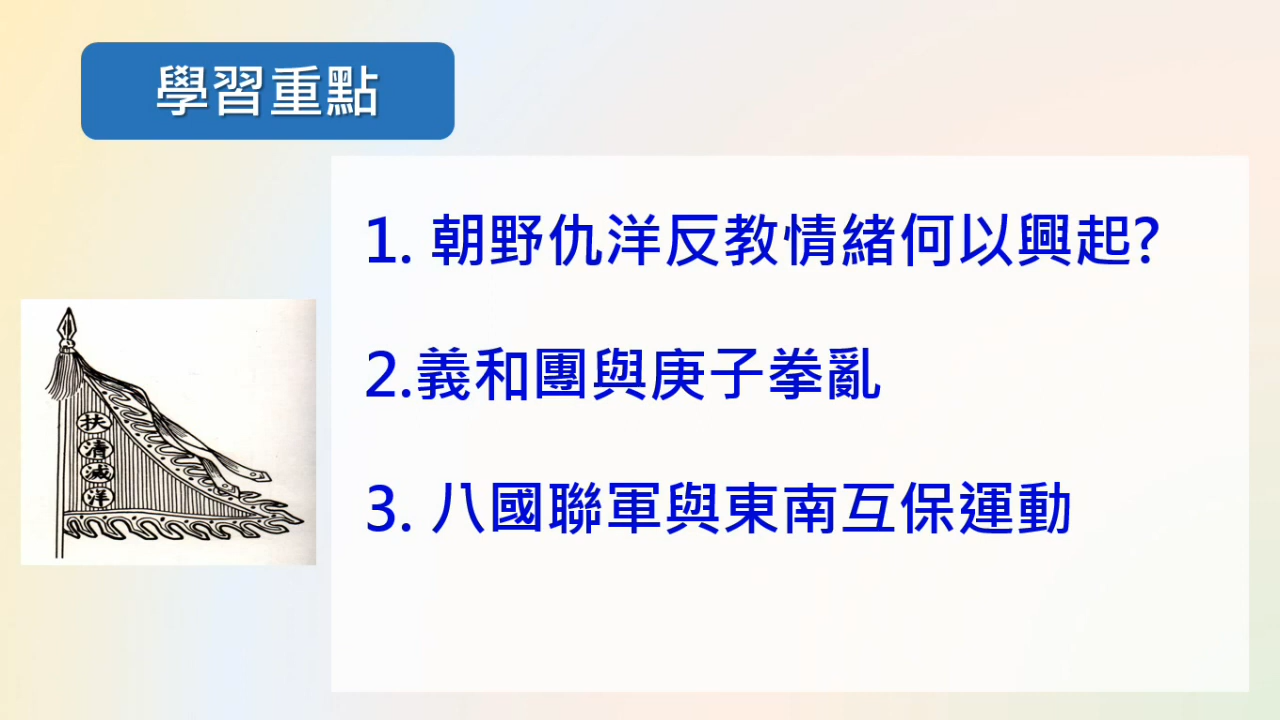 學習重點
1. 朝野仇洋反教情緒何以興起?
2.義和團與庚子拳亂
3. 八國聯軍與東南互保運動
扶
清
滅
洋